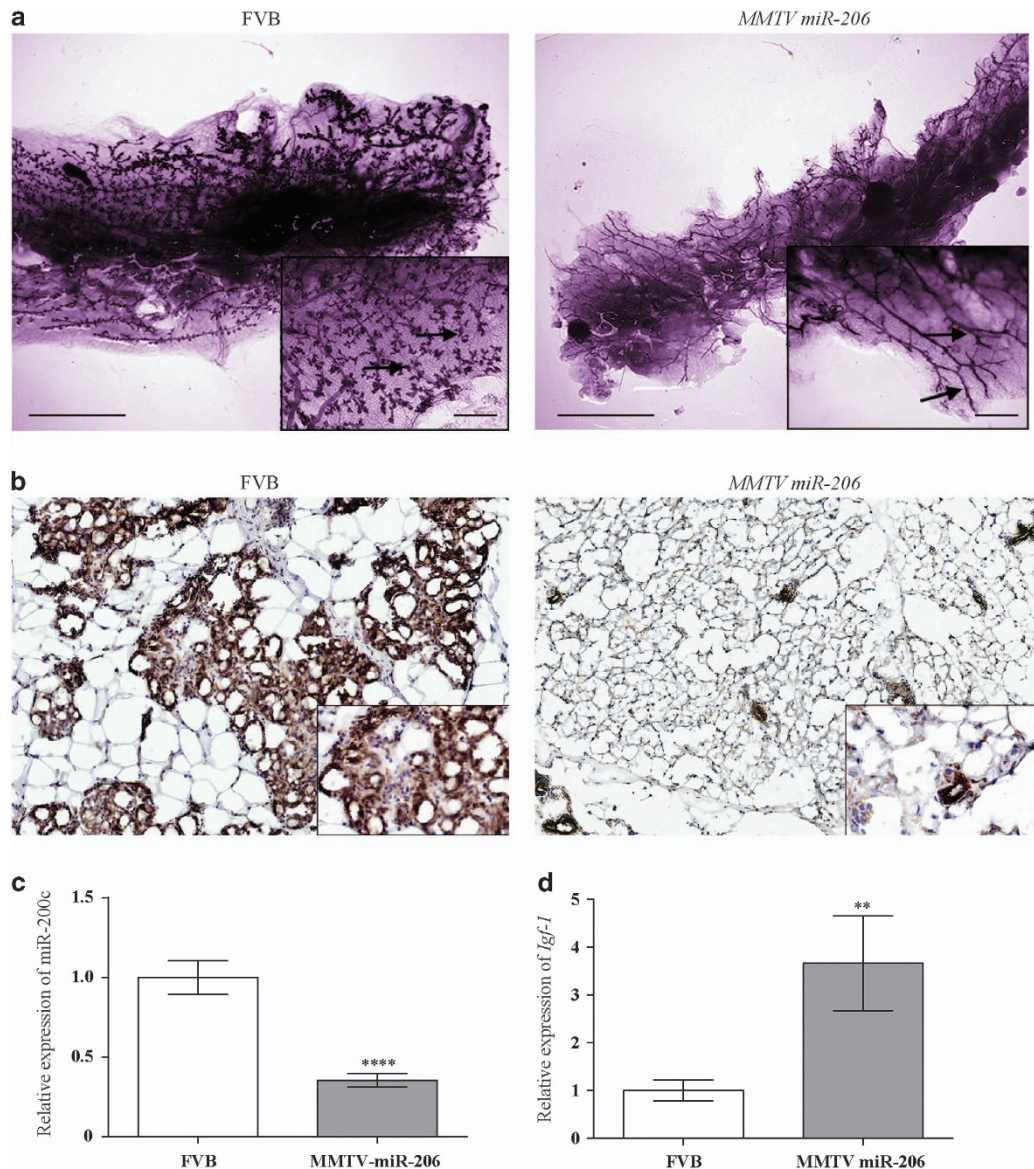 a
FVB
MMTV miR-206
b
FVB
MMTV miR-206
c
Relative expression of miR-200c
1.5
1.0
0.5
0
****
FVB
MMTV-miR-206
d
Relative expression of Igf-1
5
4
3
2
1
0
**
FVB
MMTV miR-206